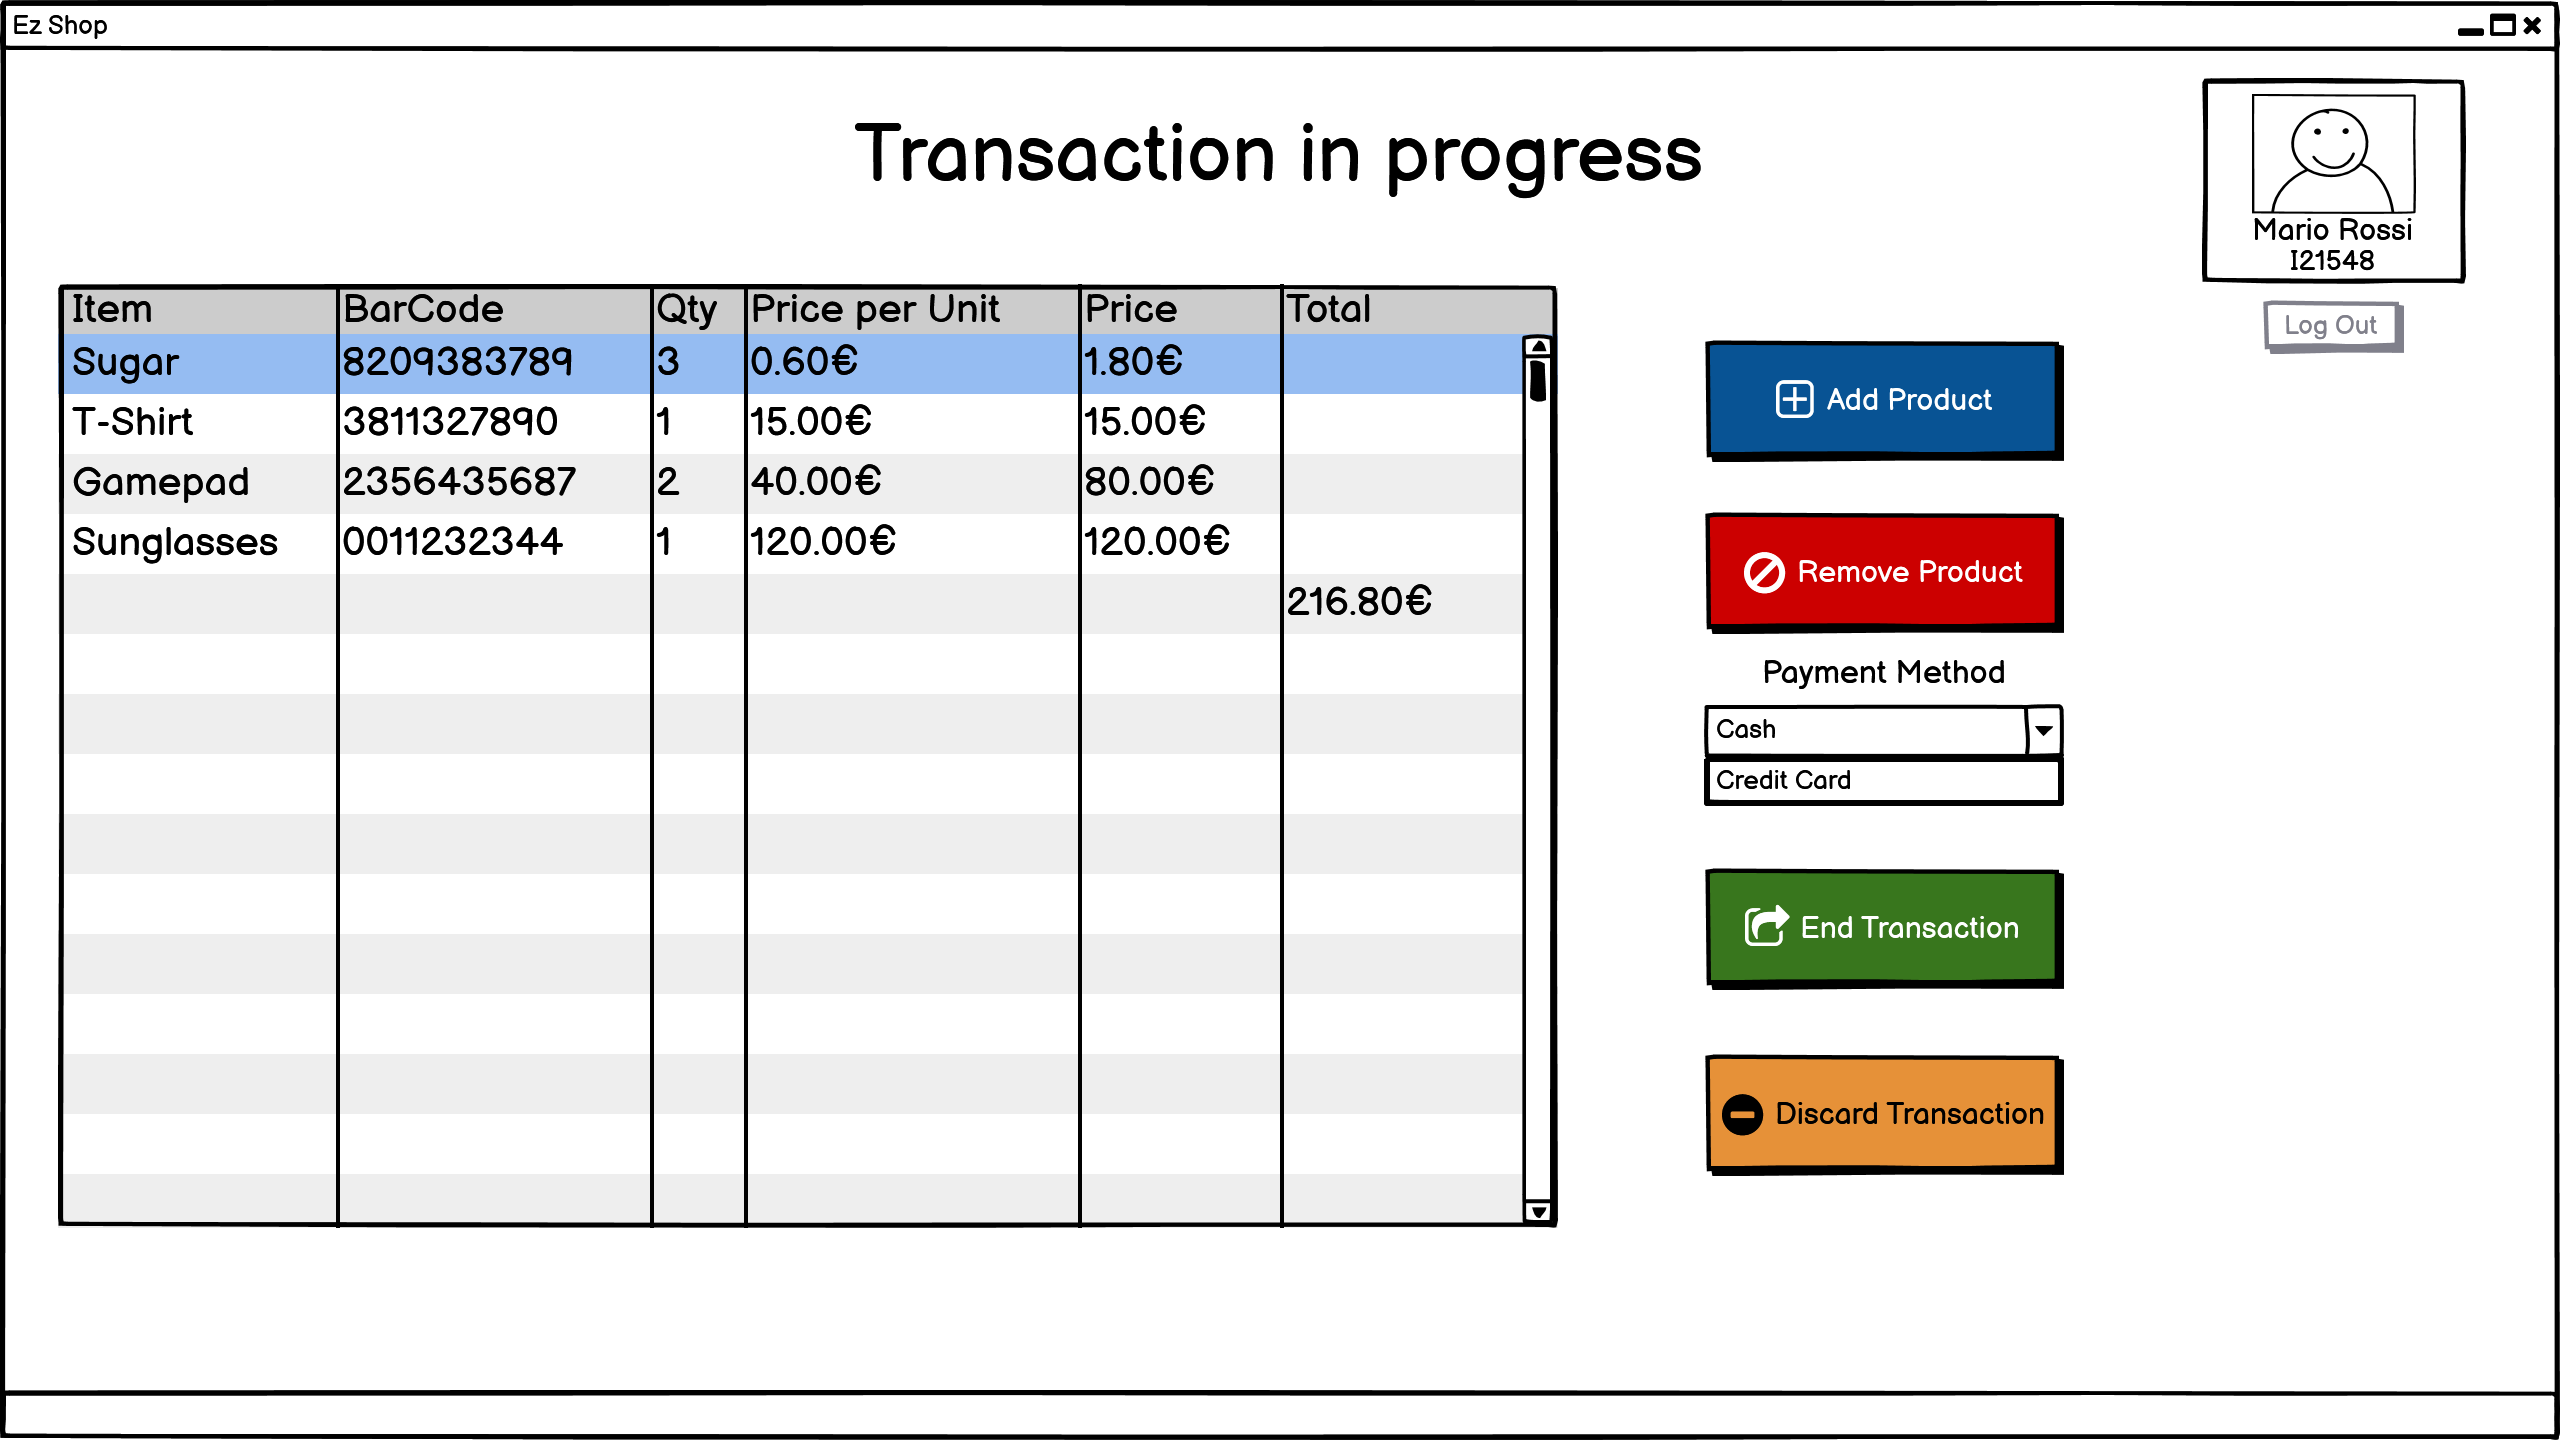 Ez Shop
Transaction in progress
Mario Rossi
I21548
Log Out
Item BarCode Qty Price per Unit Price Total
Sugar 8209383789 3 0.60€ 1.80€
T-Shirt 3811327890 1 15.00€ 15.00€
Gamepad 2356435687 2 40.00€ 80.00€
Sunglasses 0011232344 1 120.00€ 120.00€
216.80€
Add Product
Remove Product
Payment Method
Cash
Credit Card
End Transaction
Discard Transaction